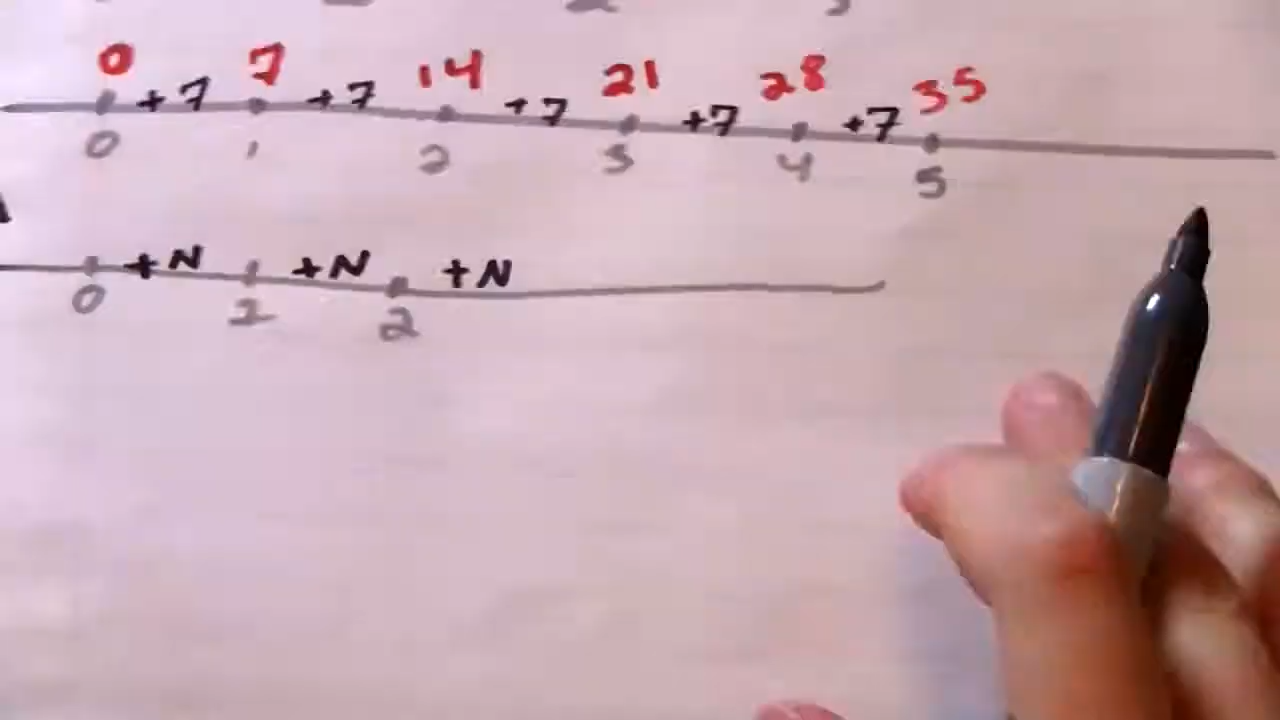 0 7 14 21 28 35
+7 +7 +7 +7 +7
0 1 2 3 4 5
+N +N +N
0 1 2